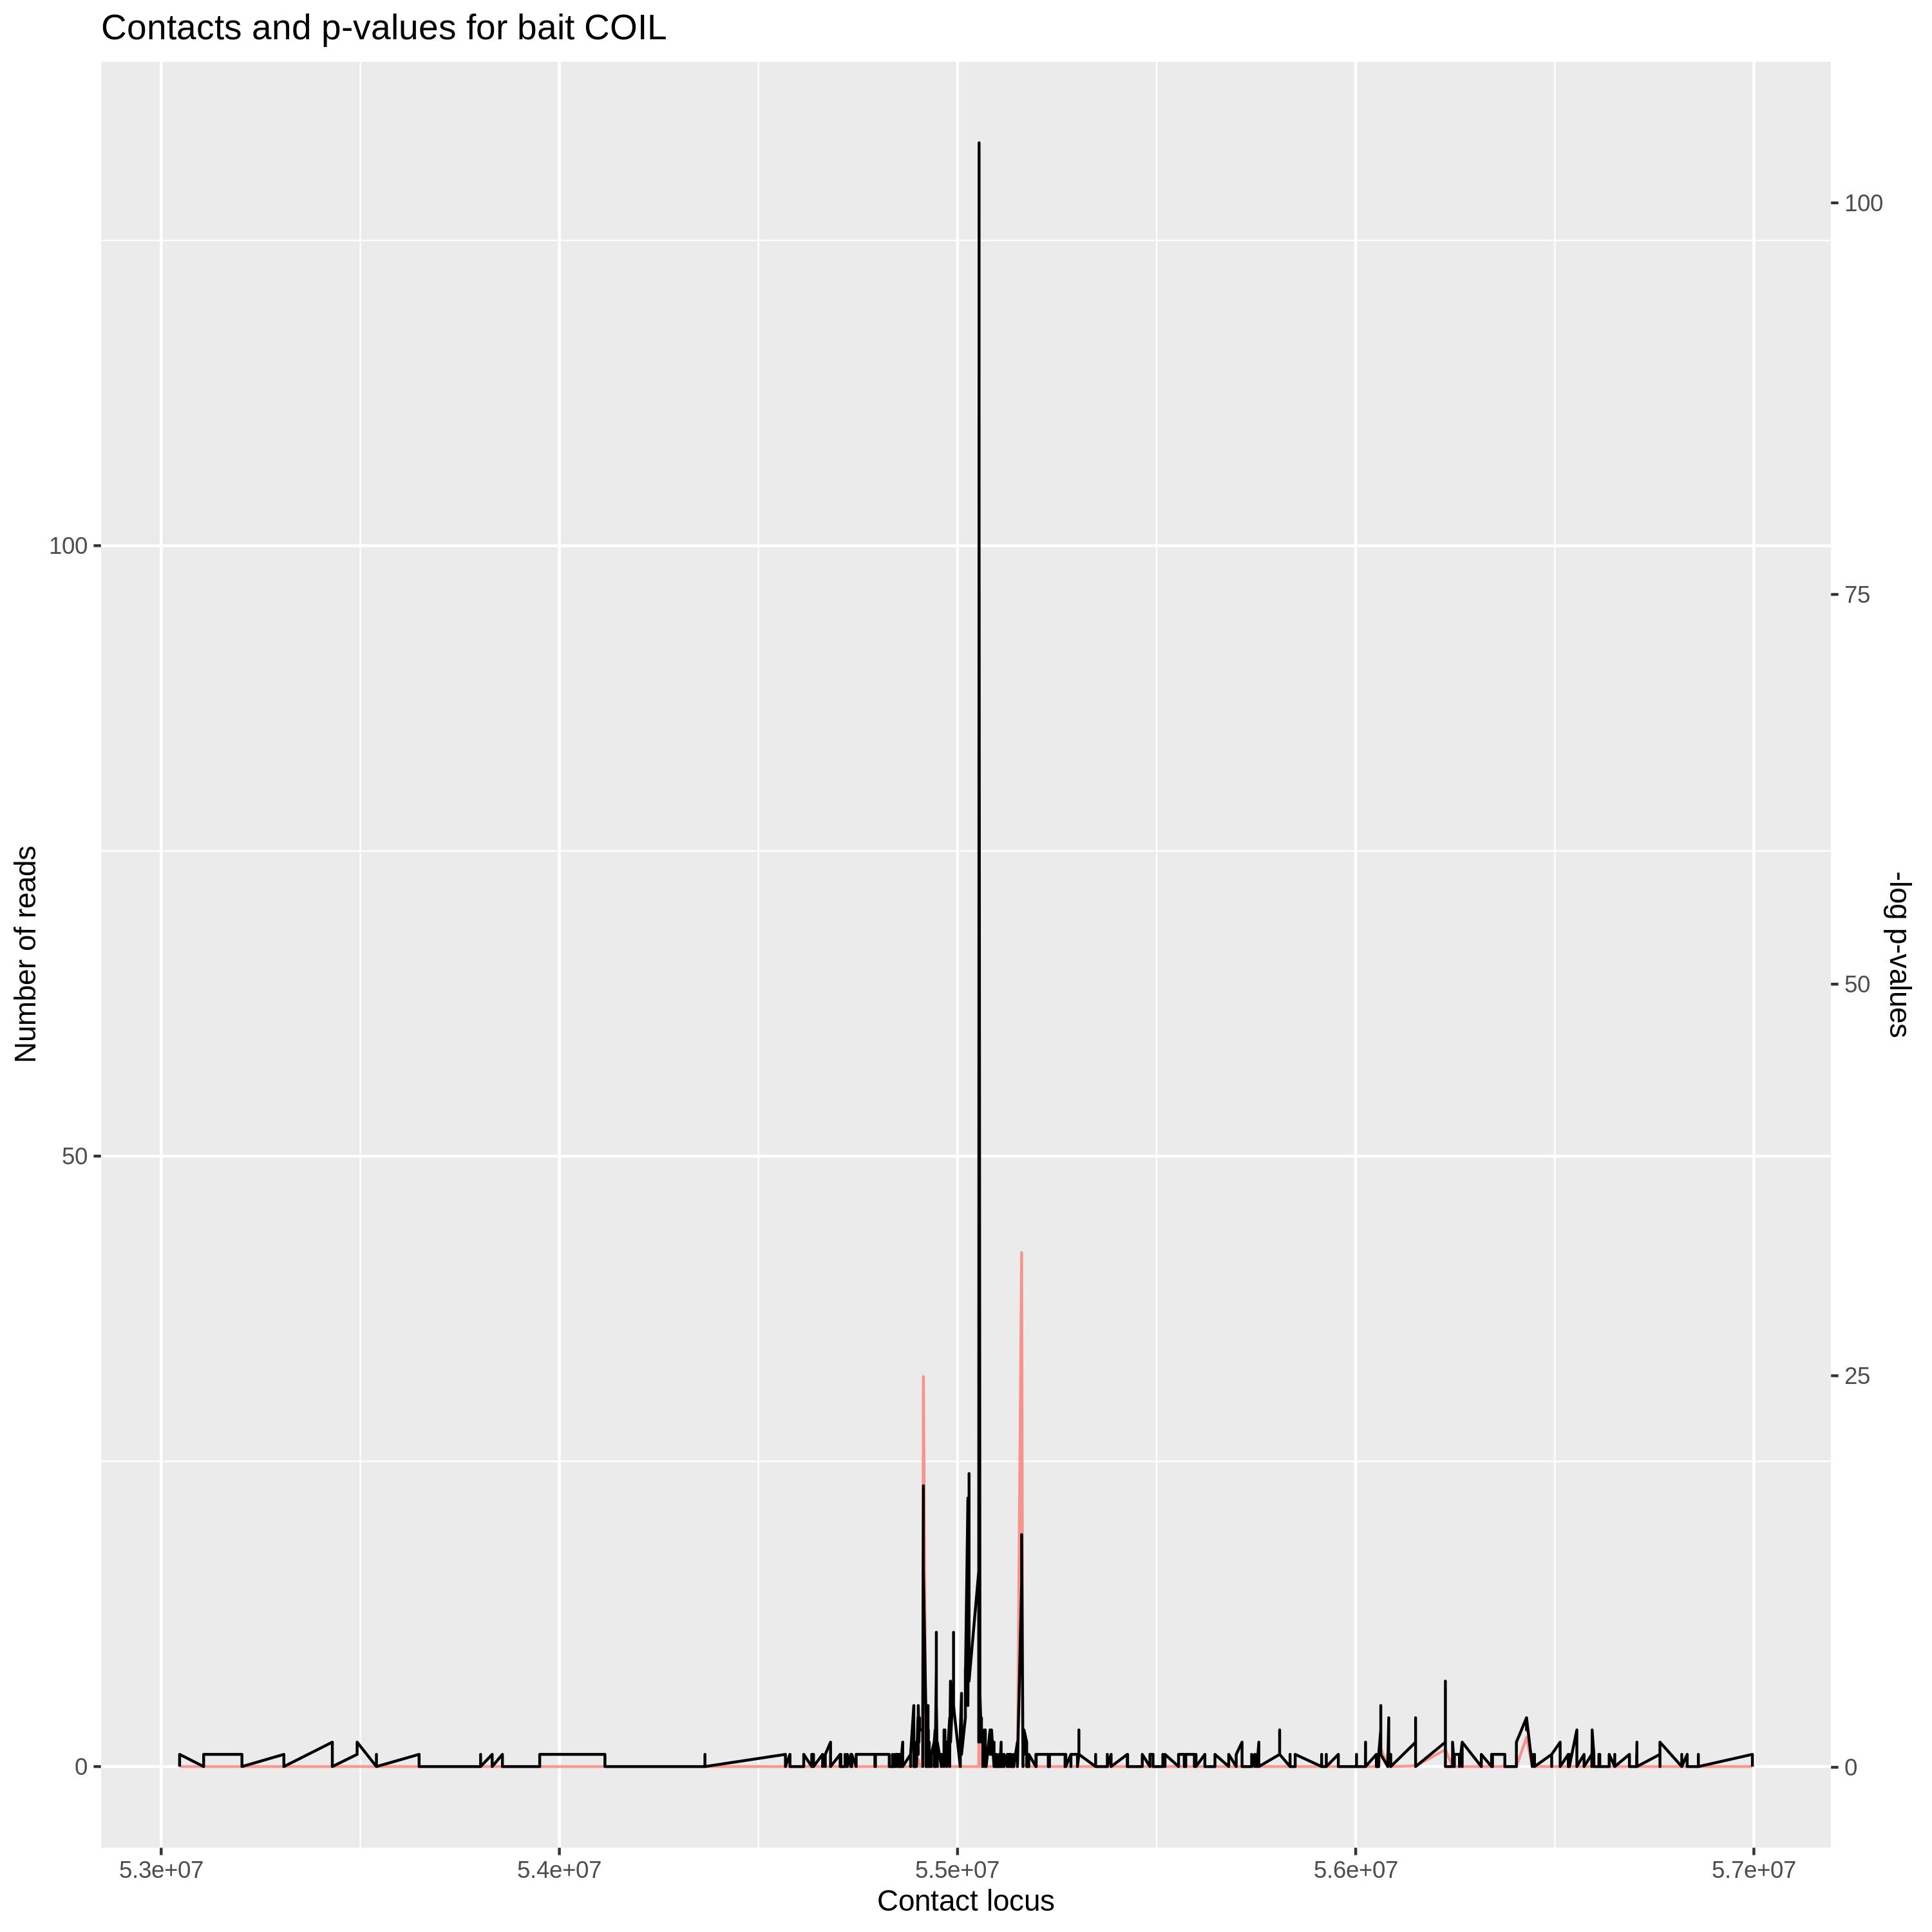 Contacts and p-values for bait COIL
100
50
0
Number of reads
100
75
50
25
0
-log p-values
5.3e+07 5.4e+07 5.5e+07 5.6e+07 5.7e+07
Contact locus